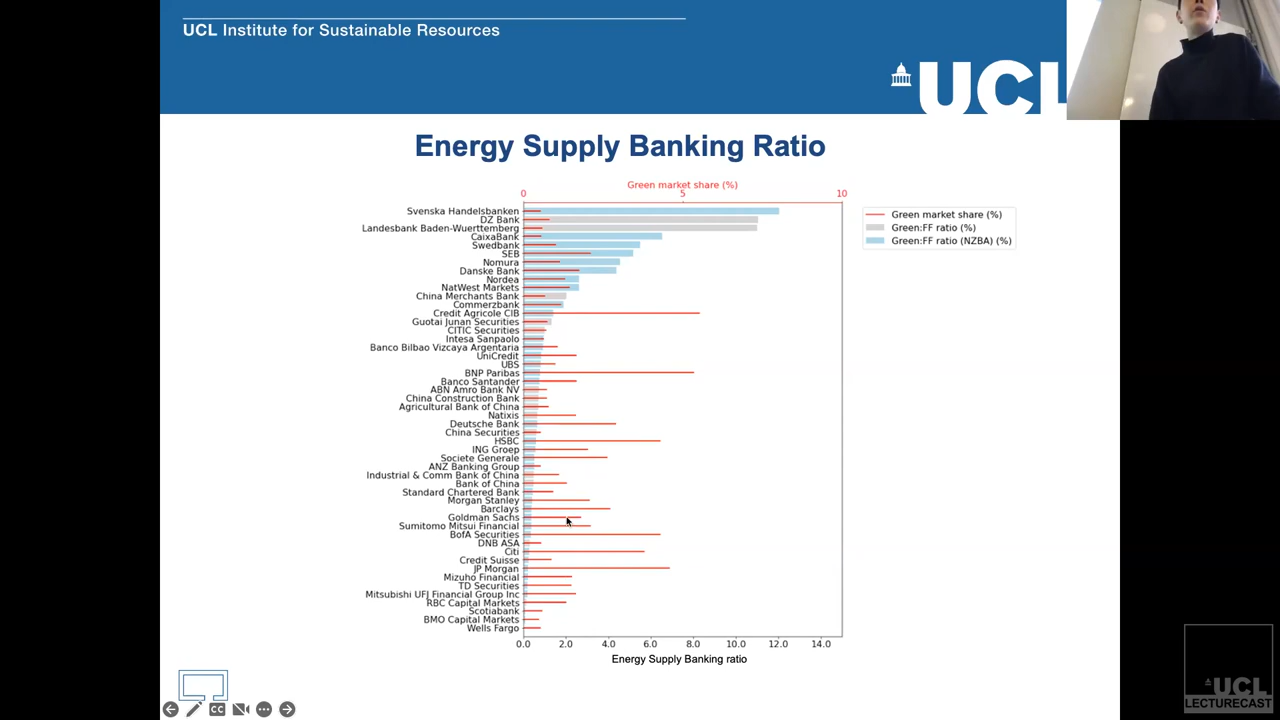 UCL Institute for Sustainable Resources
UCL
Energy Supply Banking Ratio
Green market share (%)
0 5 10
Svenska Handelsbanken
DZ Bank
Landesbank Baden-Wuerttemberg
CaixaBank
Swedbank
SEB
Nomura
Danske Bank
Nordea
NatWest Markets
China Merchants Bank
Commerzbank
Credit Agricole CIB
Guotai Junan Securities
CITIC Securities
Intesa Sanpaolo
Banco Bilbao Vizcaya Argentaria
UniCredit
UBS
BNP Paribas
Banco Santander
ABN Amro Bank NV
China Construction Bank
Agricultural Bank of China
Natixis
Deutsche Bank
China Securities
HSBC
ING Groep
Societe Generale
ANZ Banking Group
Industrial & Comm Bank of China
Bank of China
Standard Chartered Bank
Morgan Stanley
Barclays
Goldman Sachs
Sumitomo Mitsui Financial
BofA Securities
DNB ASA
Citi
Credit Suisse
JP Morgan
Mizuho Financial
TD Securities
Mitsubishi UFJ Financial Group Inc
RBC Capital Markets
Scotiabank
BMO Capital Markets
Wells Fargo
0.0 2.0 4.0 6.0 8.0 10.0 12.0 14.0
Energy Supply Banking ratio
Green market share (%)
Green:FF ratio (%)
Green:FF ratio (NZBA) (%)
CC
UCL
LECTURECAST